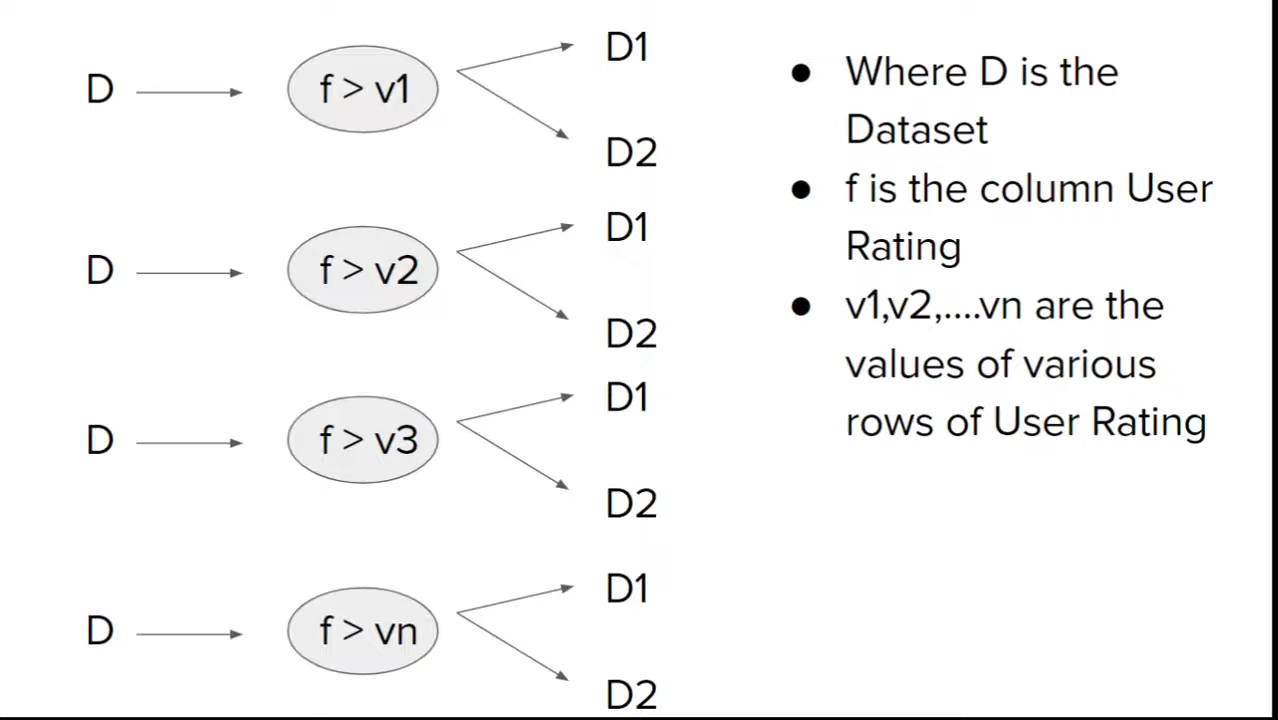 D
f > v1
D1
D2
D
f > v2
D1
D2
D
f > v3
D1
D2
D
f > vn
D1
D2
● Where D is the
Dataset
● f is the column User
Rating
● v1,v2,....vn are the
values of various
rows of User Rating